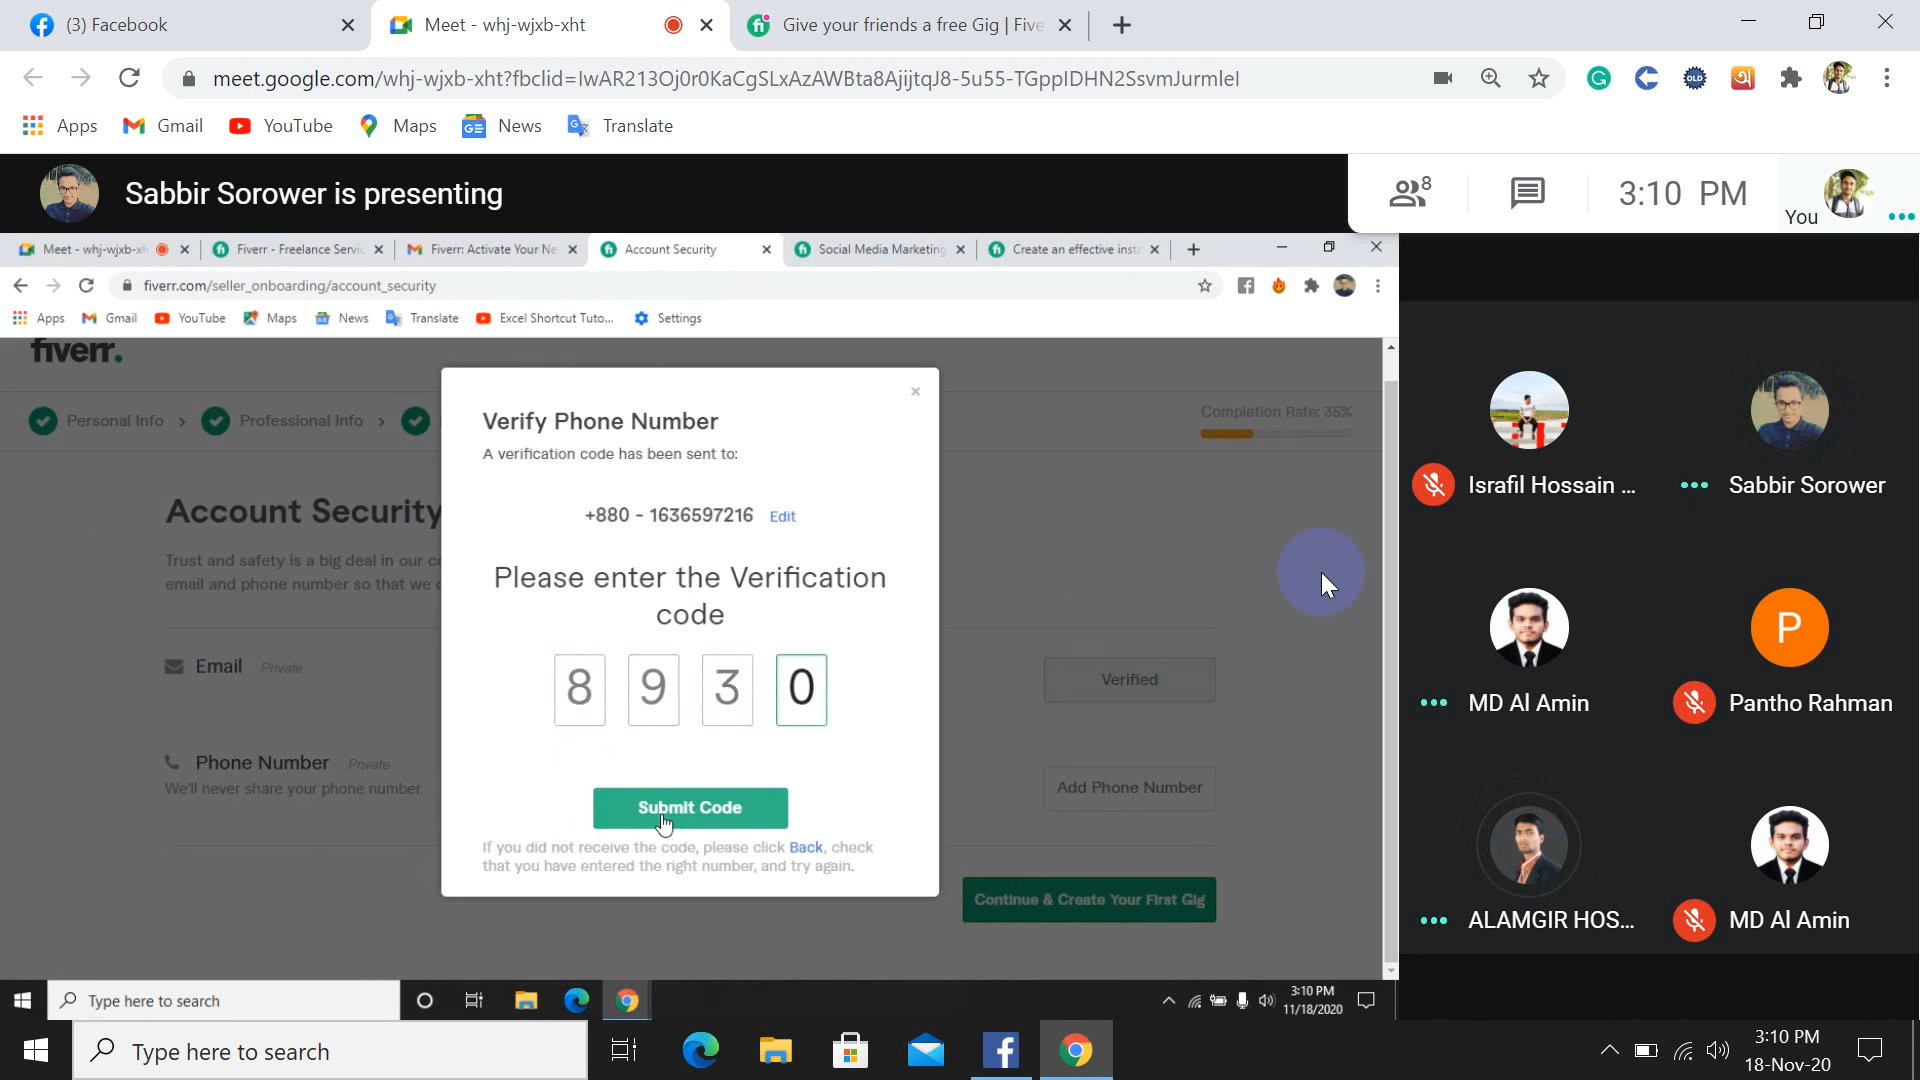 (3) Facebook
Meet - whj-wjxb-xht
Give your friends a free Gig | Five
meet.google.com/whj-wjxb-xht?fbclid=IwAR213Oj0r0KaCgSLxAzAWBta8AjijtqJ8-5u55-TGppIDHN2SsvmJurmIeI
OLD
অ
Apps
Gmail
YouTube
Maps
News
Translate
Sabbir Sorower is presenting
8
3:10 PM
You
Meet - whj-wjxb-xh
Fiverr - Freelance Servic
Fiverr: Activate Your Ne
Account Security
Social Media Marketing
Create an effective insta
fiverr.com/seller_onboarding/account_security
Apps
Gmail
YouTube
Maps
News
Translate
Excel Shortcut Tuto...
Settings
fiverr.
Personal Info
Professional Info
Completion Rate: 35%
Account Security
Trust and safety is a big deal in our co
email and phone number so that we
Email Private
Verified
Phone Number Private
We'll never share your phone number.
Add Phone Number
Continue & Create Your First Gig
Verify Phone Number
A verification code has been sent to:
+880 - 1636597216 Edit
Please enter the Verification
code
8 9 3 0
Submit Code
If you did not receive the code, please click Back, check
that you have entered the right number, and try again.
Israfil Hossain ...
Sabbir Sorower
MD Al Amin
P
Pantho Rahman
ALAMGIR HOS...
MD Al Amin
Type here to search
3:10 PM
11/18/2020
Type here to search
3:10 PM
18-Nov-20